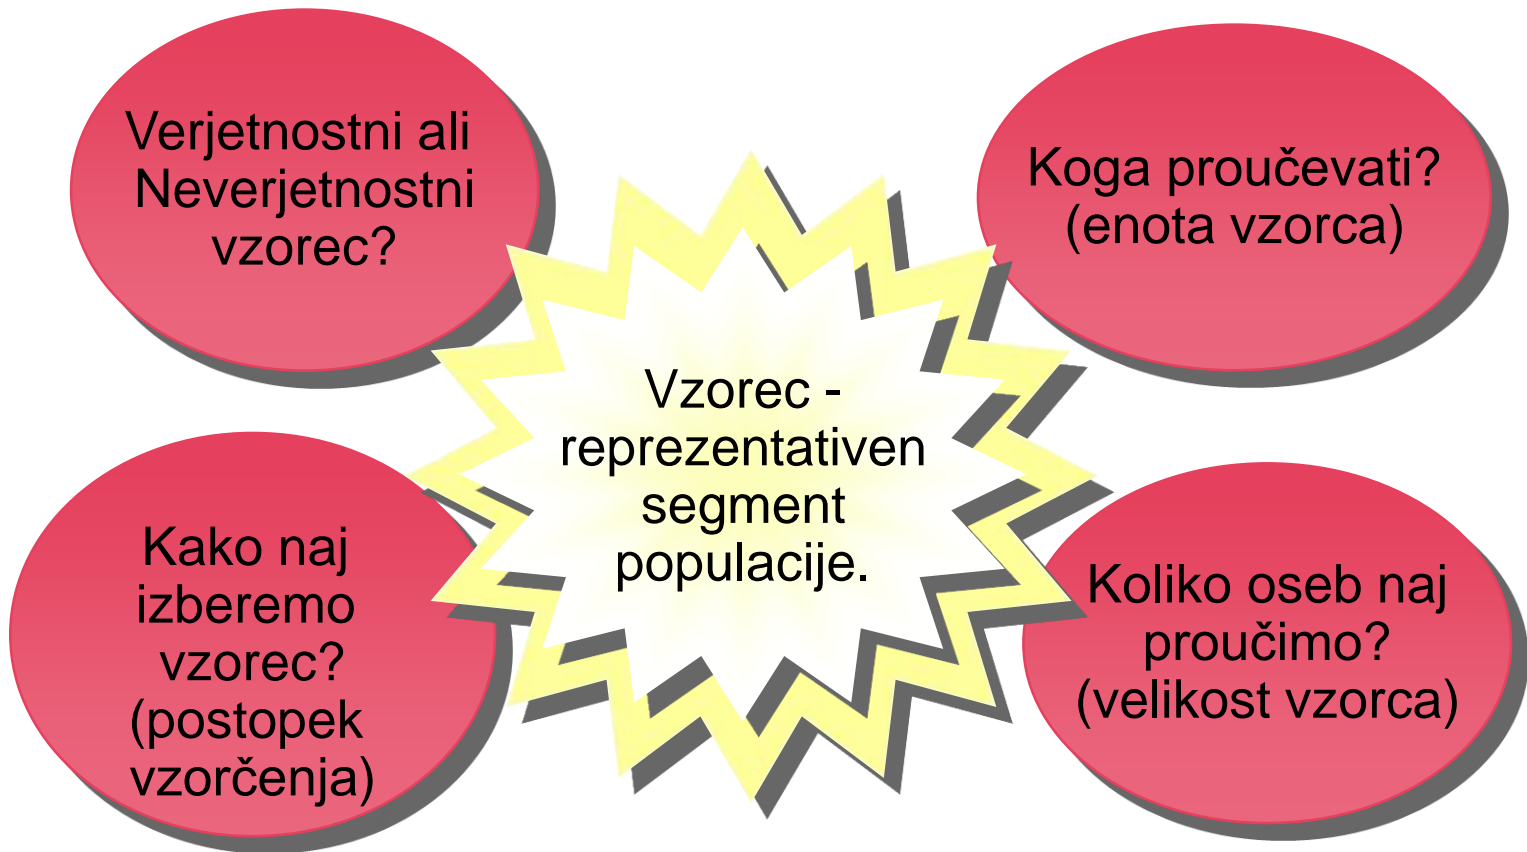 Verjetnostni ali
Neverjetnostni
vzorec?
Koga proučevati?
(enota vzorca)
Vzorec -
reprezentativen
segment
populacije.
Kako naj
izberemo
vzorec?
(postopek
vzorčenja)
Koliko oseb naj
proučimo?
(velikost vzorca)